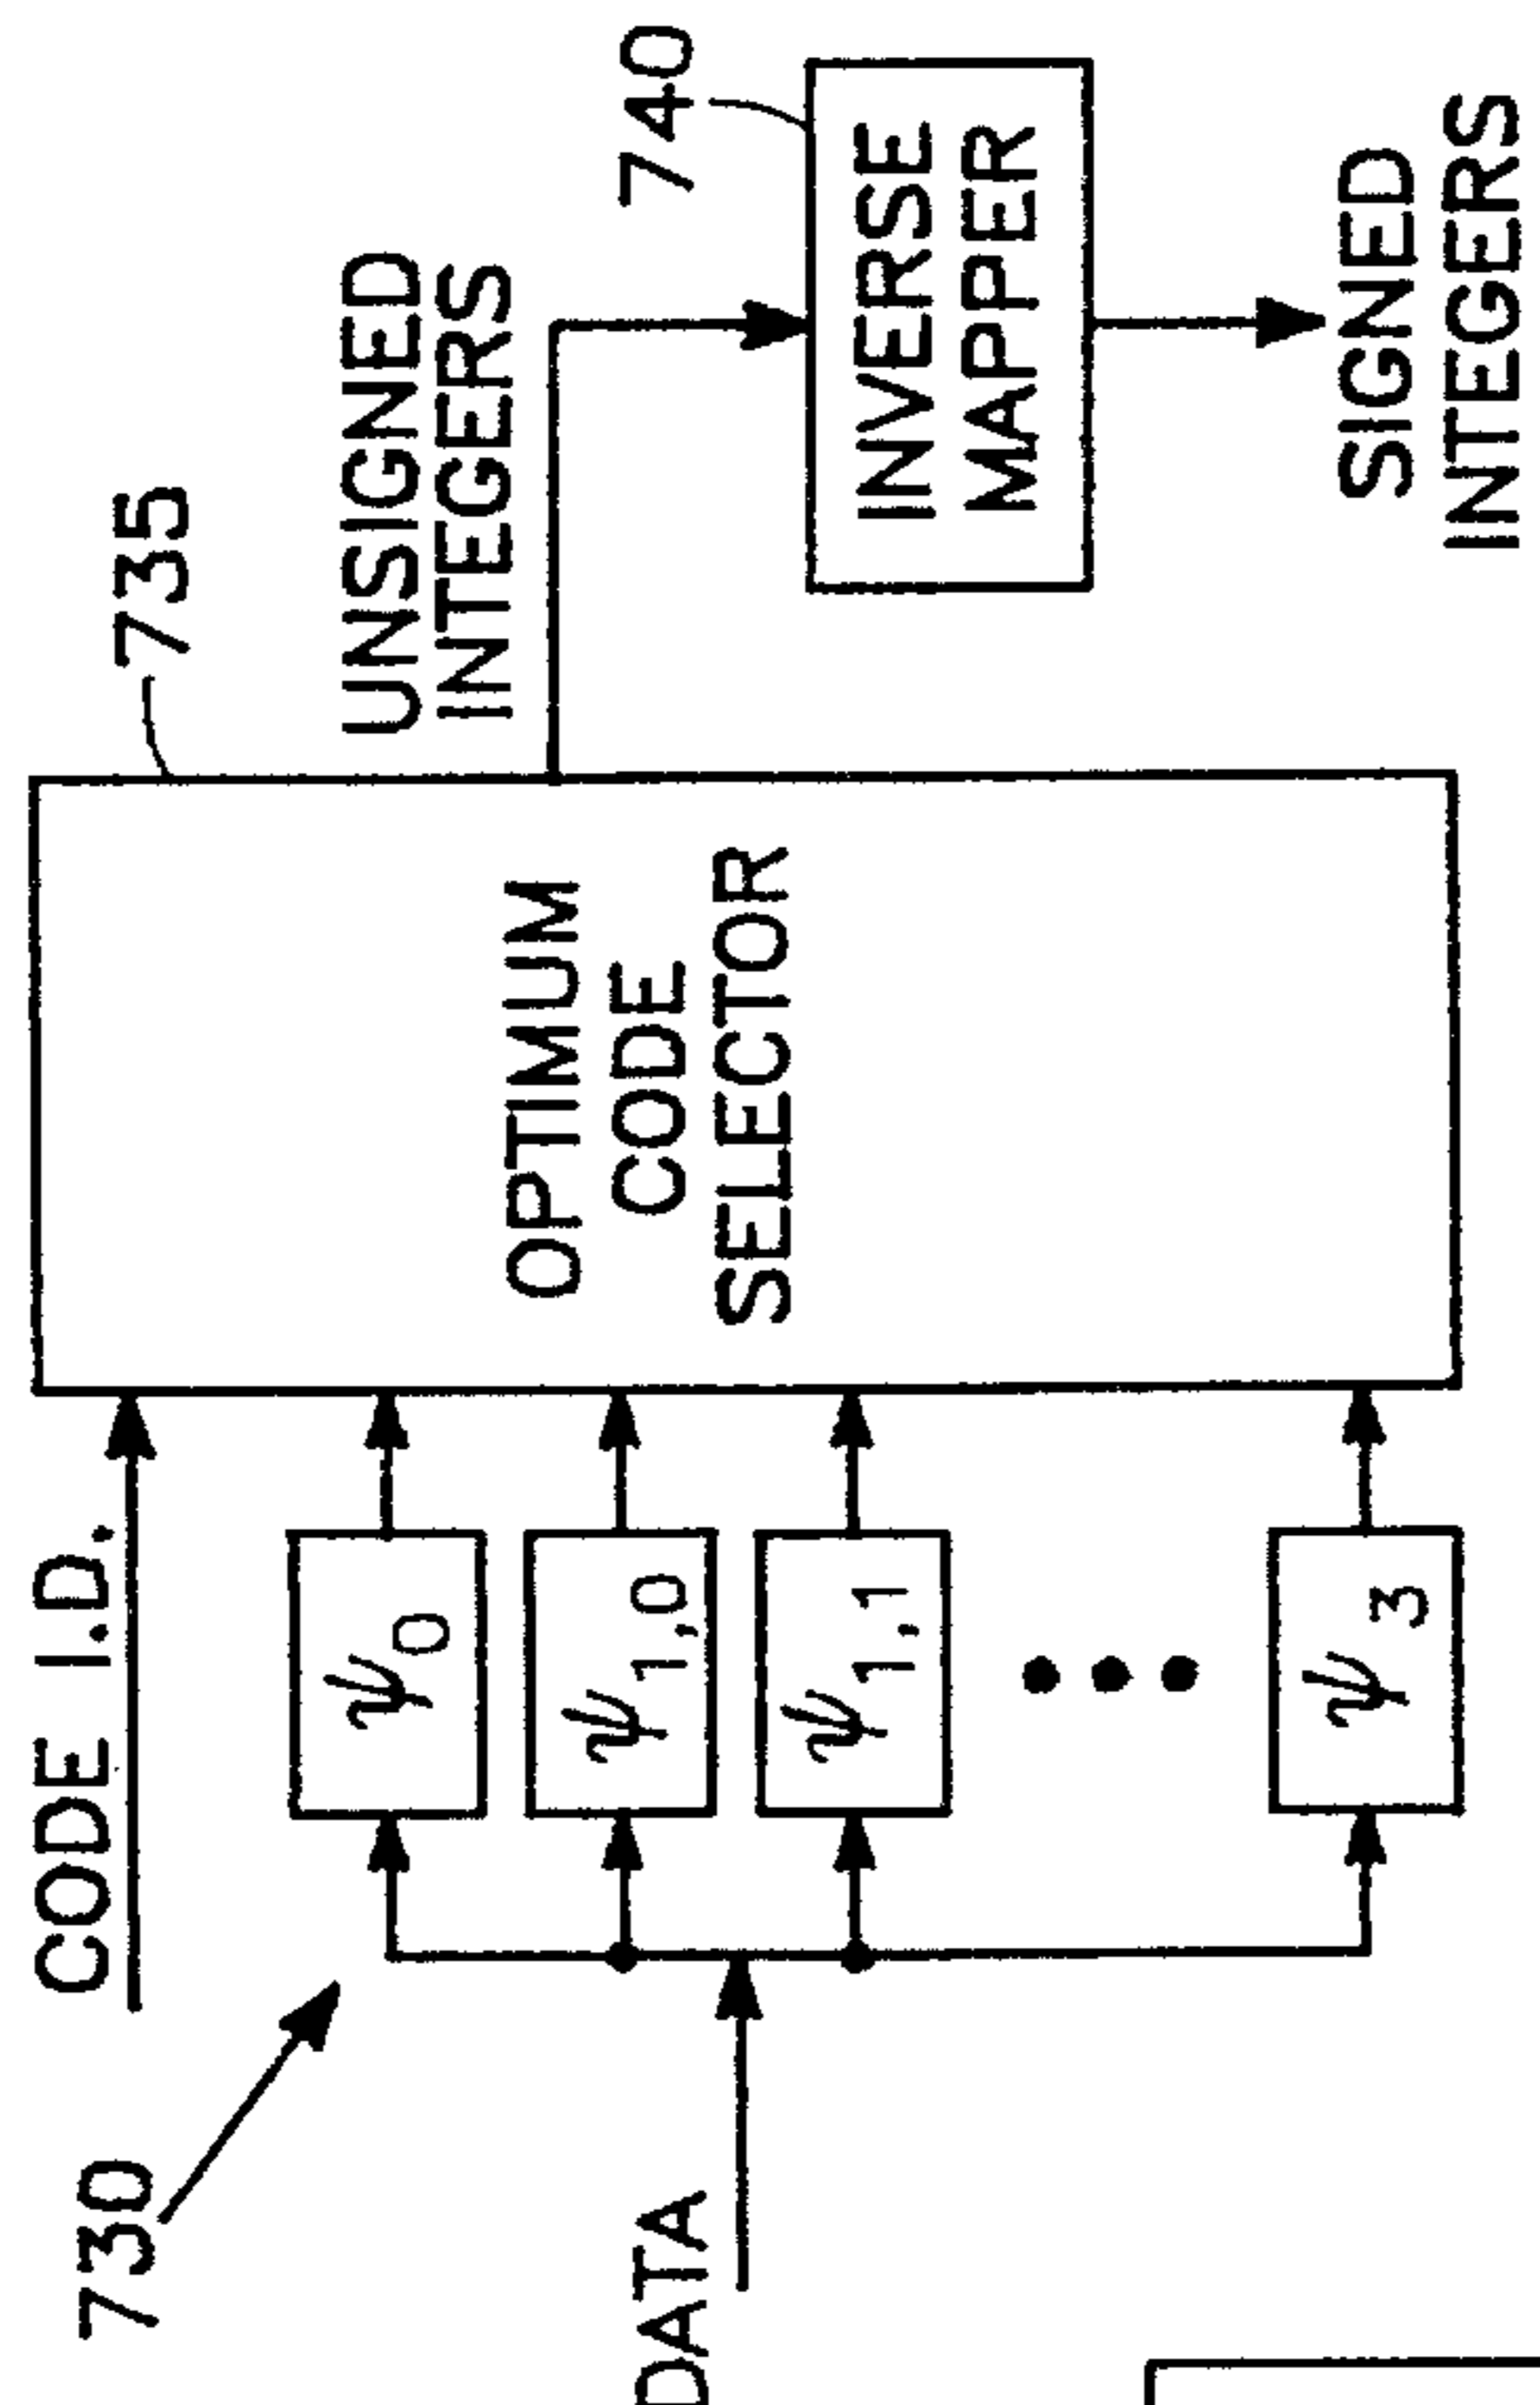 730
CODE I.D.
DATA
ψ0
ψ1,0
ψ1,1
ψ3
735
OPTIMUM
CODE
SELECTOR
UNSIGNED
INTEGERS
740
INVERSE
MAPPER
SIGNED
INTEGERS